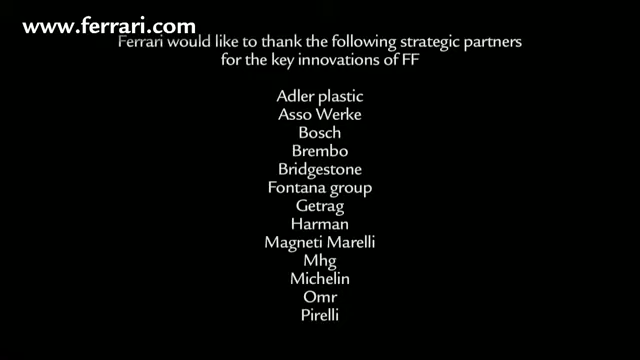 www.ferrari.com
Ferrari would like to thank the following strategic partners
for the key innovations of FF
Adler plastic
Asso Werke
Bosch
Brembo
Bridgestone
Fontana group
Getrag
Harman
Magneti Marelli
Mhg
Michelin
Omr
Pirelli